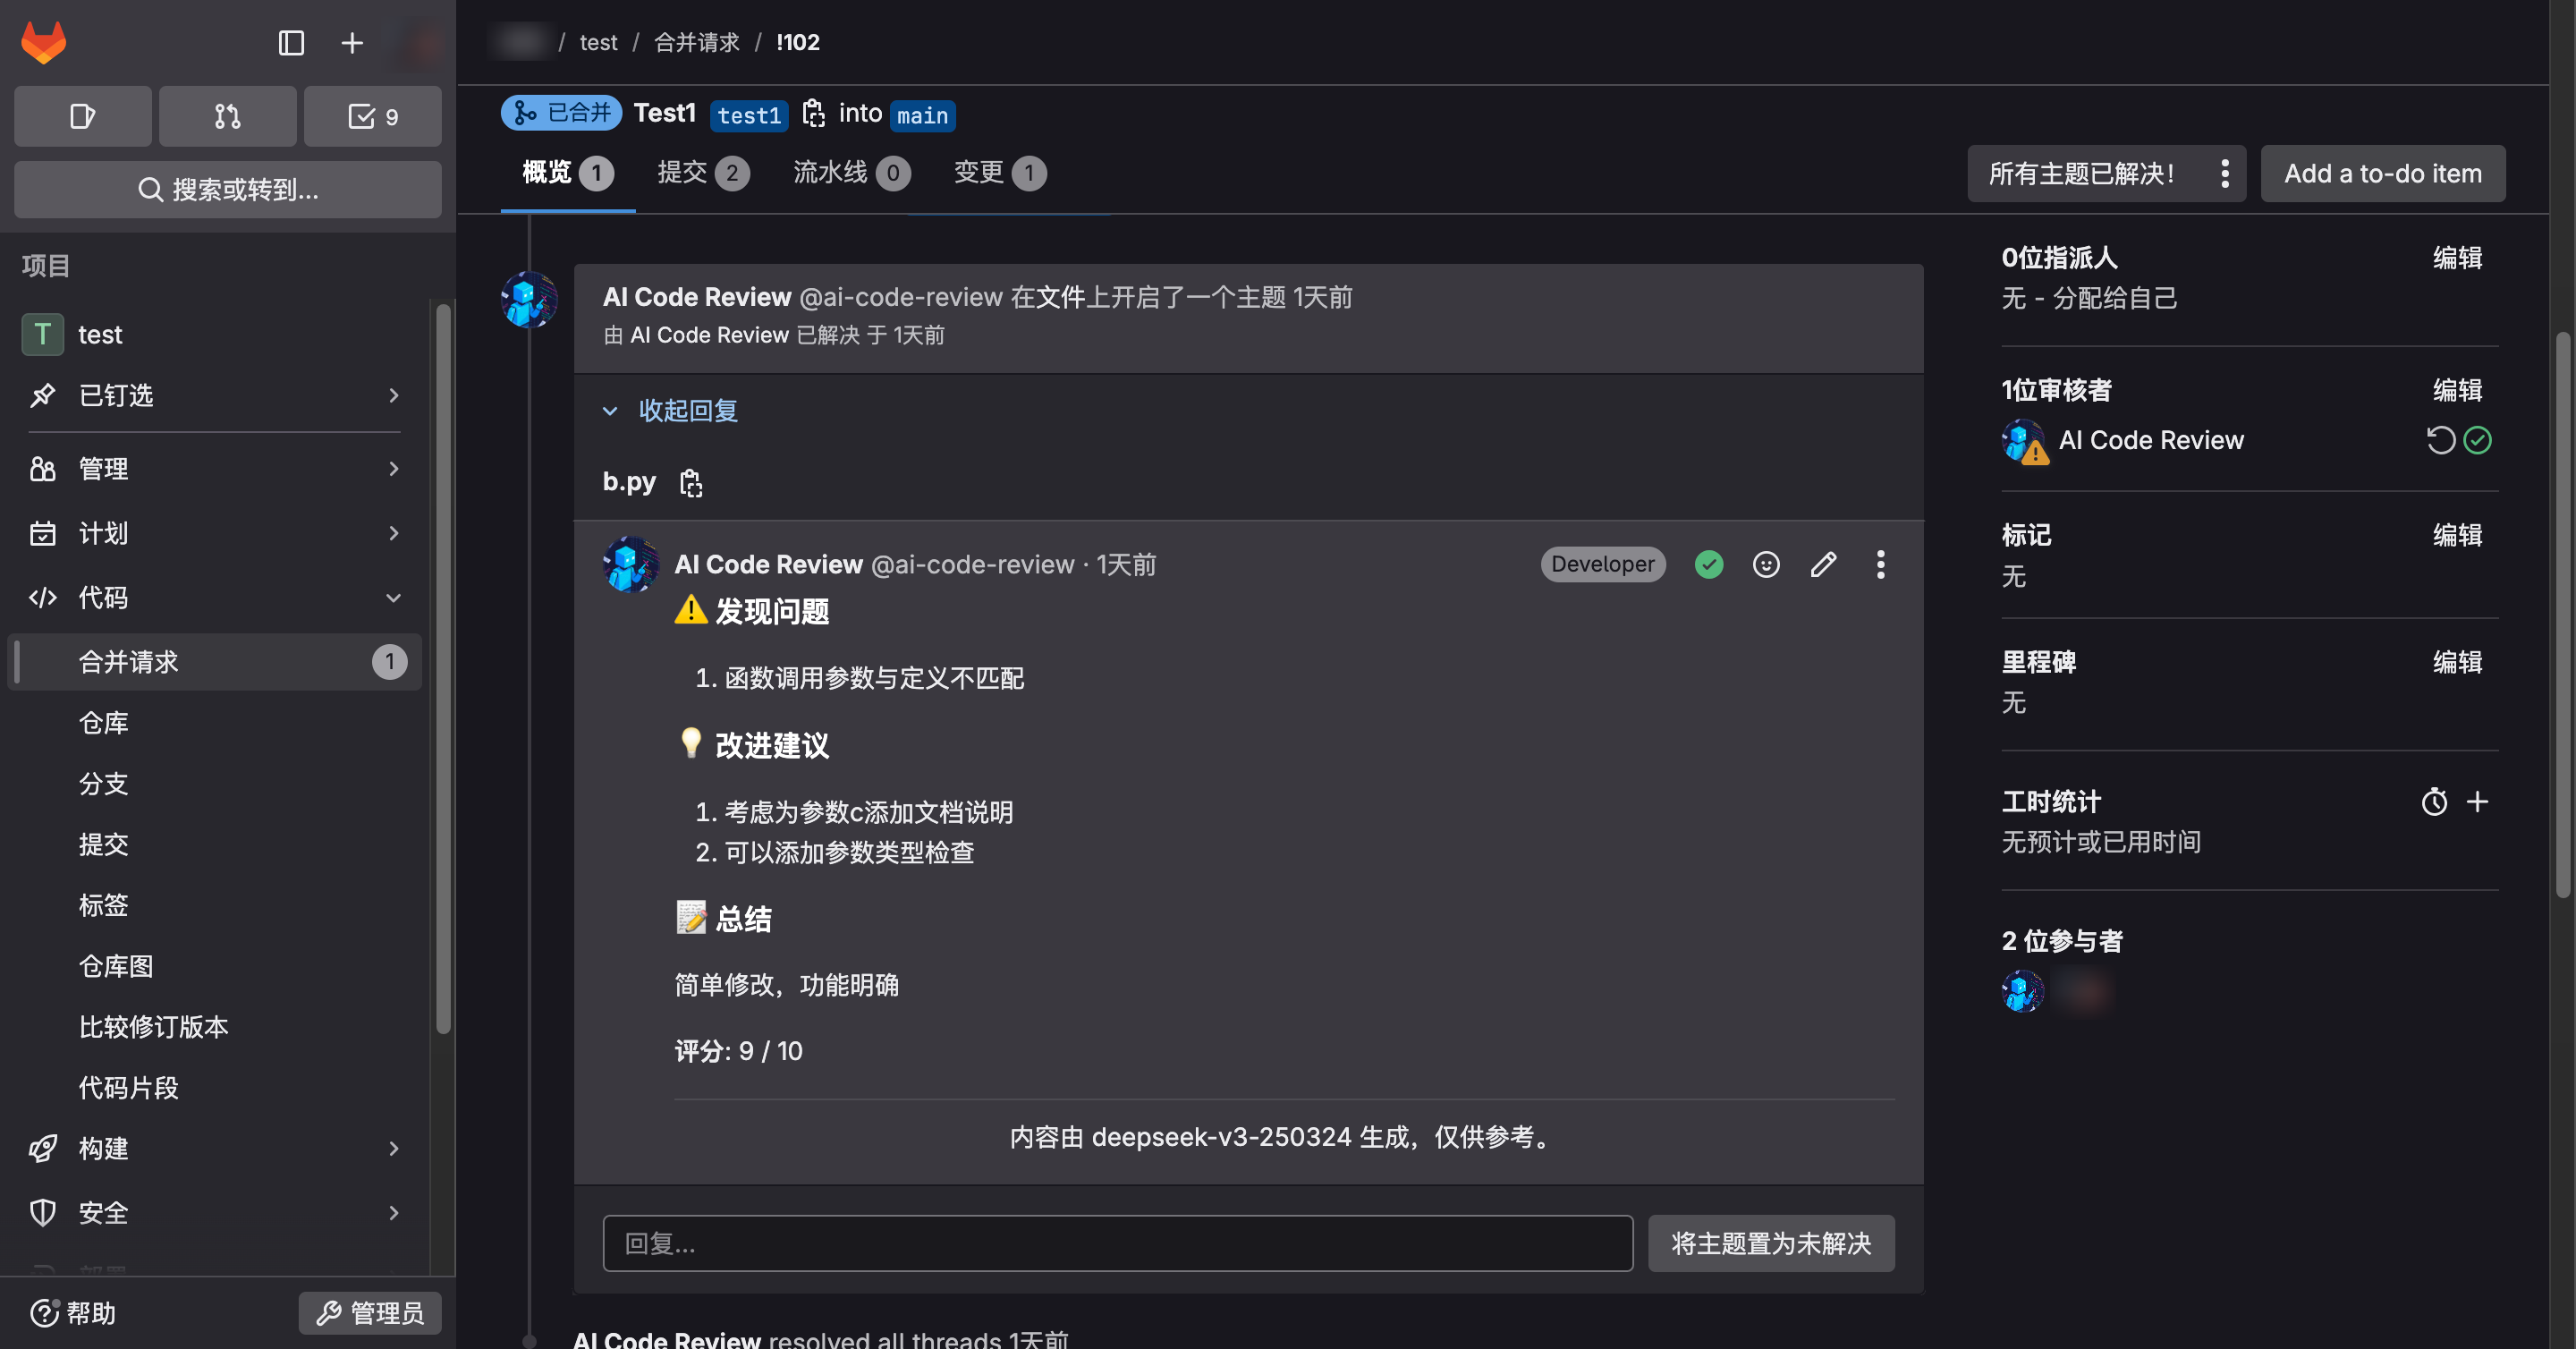 9
搜索或转到...
项目
T test
已钉选
管理
计划
代码
合并请求 1
仓库
分支
提交
标签
仓库图
比较修订版本
代码片段
构建
安全
帮助
管理员
/ test / 合并请求 / !102
已合并 Test1 test1 into main
概览 1 提交 2 流水线 0 变更 1
所有主题已解决！
Add a to-do item
AI Code Review @ai-code-review 在文件上开启了一个主题 1天前
由 AI Code Review 已解决 于 1天前
收起回复
b.py
AI Code Review @ai-code-review · 1天前 Developer
⚠️ 发现问题
1. 函数调用参数与定义不匹配
💡 改进建议
1. 考虑为参数c添加文档说明
2. 可以添加参数类型检查
📝 总结
简单修改，功能明确
评分: 9 / 10
内容由 deepseek-v3-250324 生成，仅供参考。
回复...
将主题置为未解决
AI Code Review resolved all threads 1天前
0位指派人 编辑
无 - 分配给自己
1位审核者 编辑
AI Code Review
标记 编辑
无
里程碑 编辑
无
工时统计
无预计或已用时间
2 位参与者